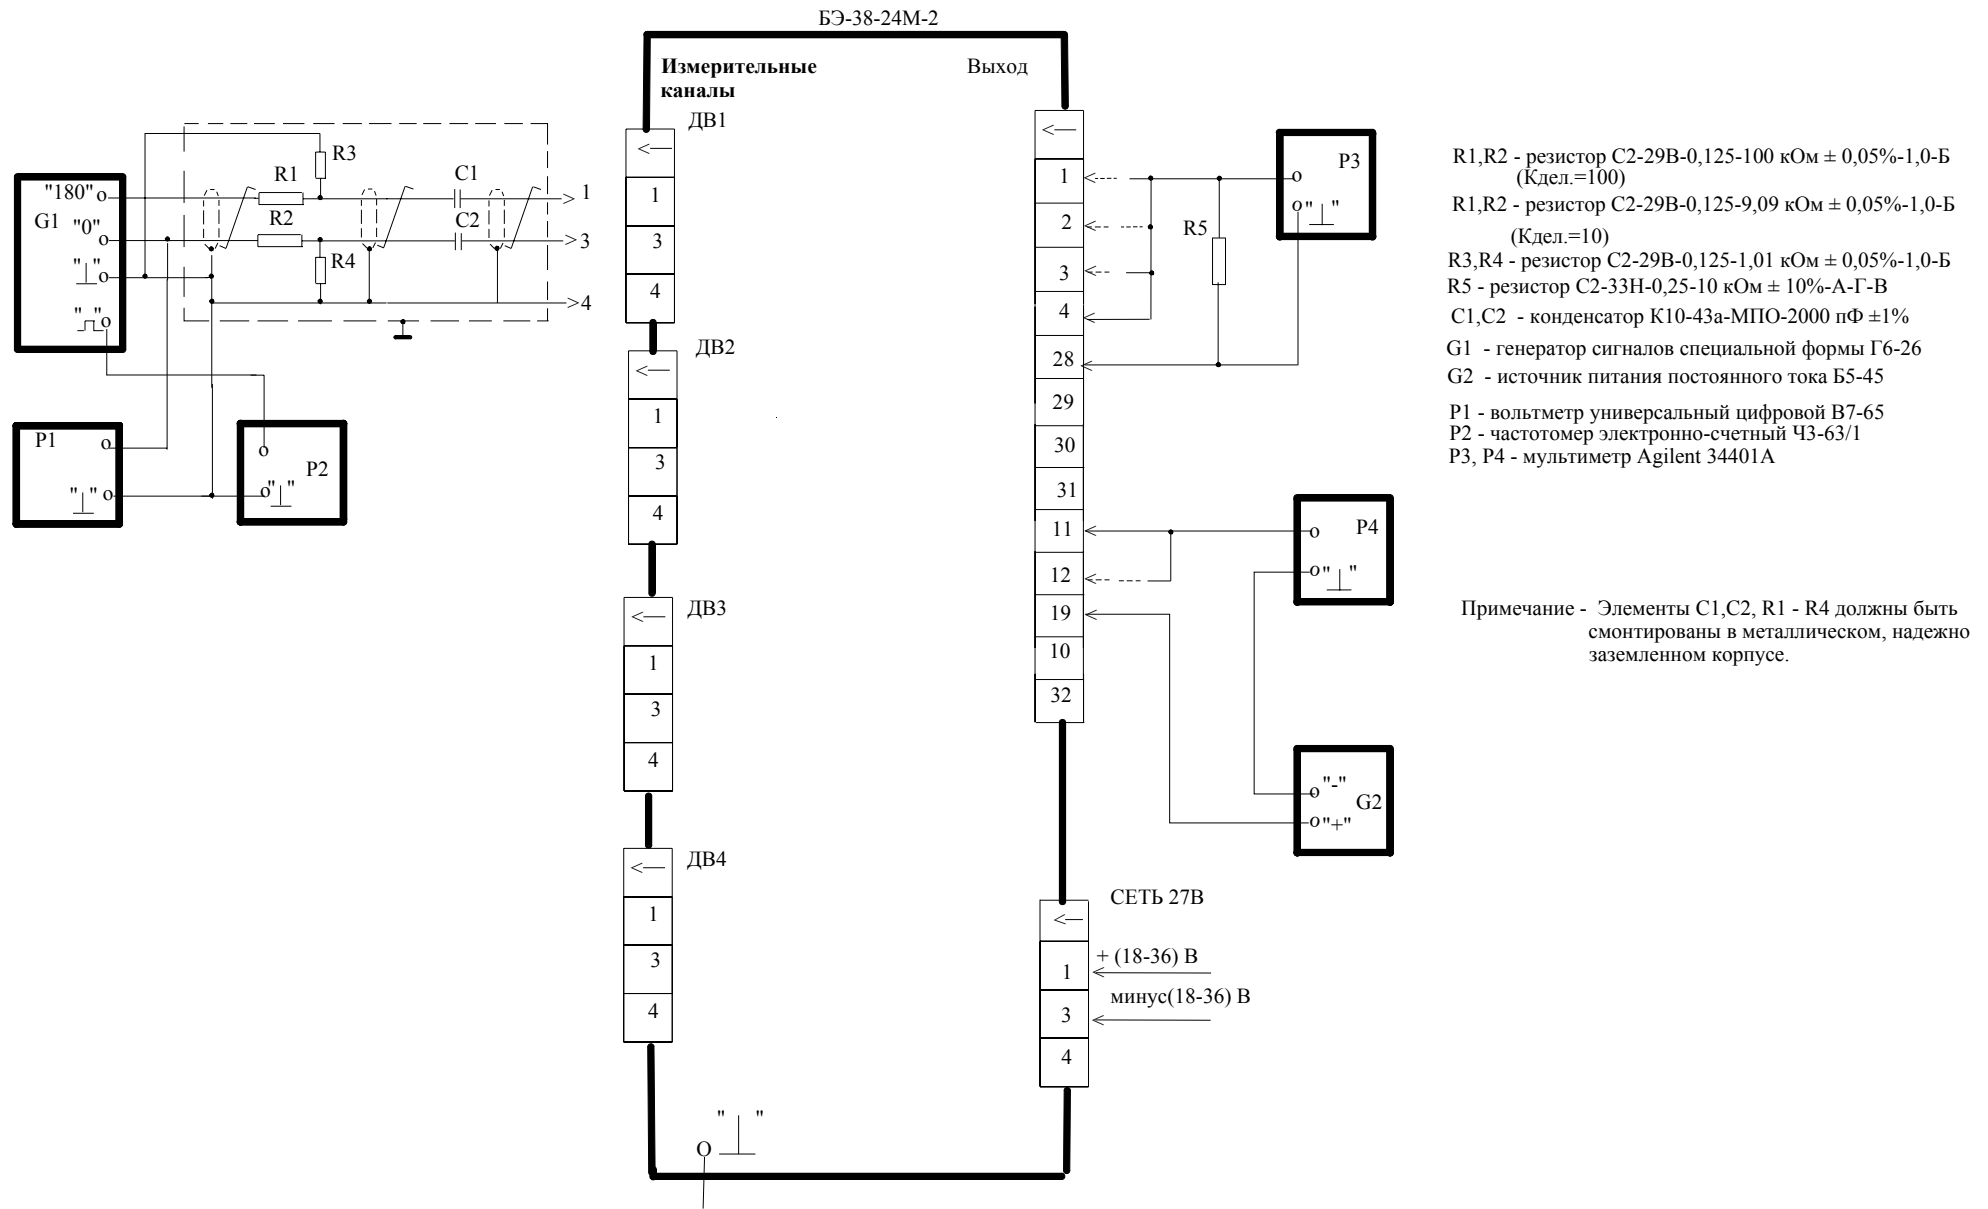 БЭ-38-24М-2
Измерительные
каналы
Выход
ДВ1
1
3
4
ДВ2
1
3
4
ДВ3
1
3
4
ДВ4
1
3
4
"⊥"
R3
R1
C1
1
R2
C2
3
R4
4
"180"
G1
"0"
"⊥"
"⎍"
P1
"⊥"
P2
"⊥"
1
2
3
4
28
29
30
31
11
12
19
10
32
R5
P3
"⊥"
P4
"⊥"
"-"
G2
"+"
СЕТЬ 27В
+ (18-36) В
1
минус(18-36) В
3
4
R1,R2 - резистор С2-29В-0,125-100 кОм ± 0,05%-1,0-Б
(Кдел.=100)
R1,R2 - резистор С2-29В-0,125-9,09 кОм ± 0,05%-1,0-Б
(Кдел.=10)
R3,R4 - резистор С2-29В-0,125-1,01 кОм ± 0,05%-1,0-Б
R5 - резистор С2-33Н-0,25-10 кОм ± 10%-А-Г-В
C1,C2 - конденсатор К10-43а-МПО-2000 пФ ±1%
G1 - генератор сигналов специальной формы Г6-26
G2 - источник питания постоянного тока Б5-45
P1 - вольтметр универсальный цифровой В7-65
P2 - частотомер электронно-счетный Ч3-63/1
P3, P4 - мультиметр Agilent 34401A
Примечание - Элементы С1,С2, R1 - R4 должны быть
смонтированы в металлическом, надежно
заземленном корпусе.